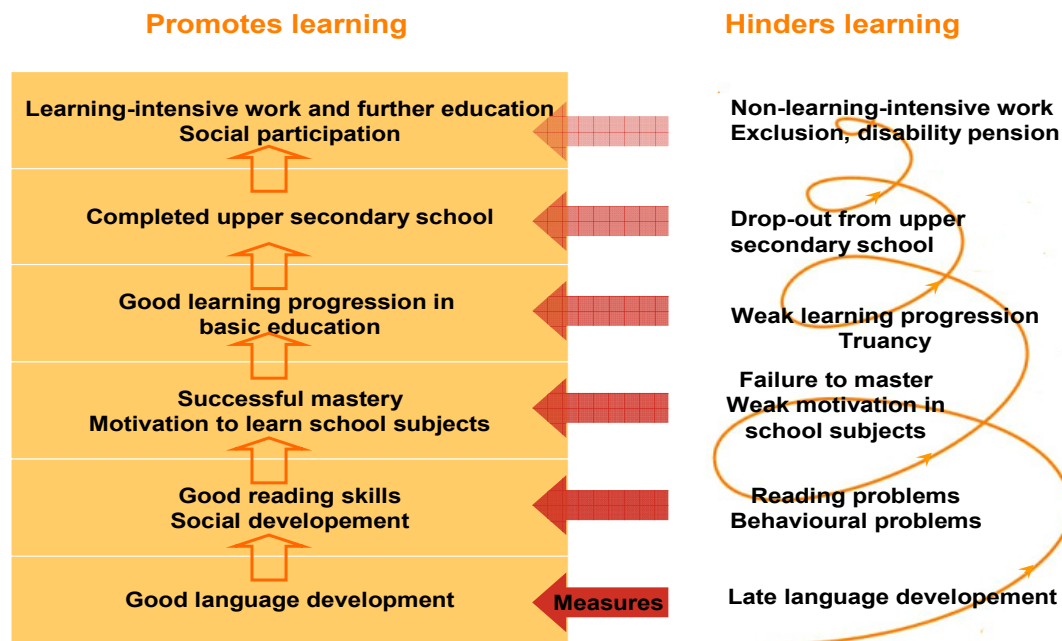 Promotes learning
Hinders learning
Learning-intensive work and further education
Social participation
Non-learning-intensive work
Exclusion, disability pension
Completed upper secondary school
Drop-out from upper
secondary school
Good learning progression in
basic education
Weak learning progression
Truancy
Successful mastery
Motivation to learn school subjects
Failure to master
Weak motivation in
school subjects
Good reading skills
Social developement
Reading problems
Behavioural problems
Good language development
Measures
Late language developement